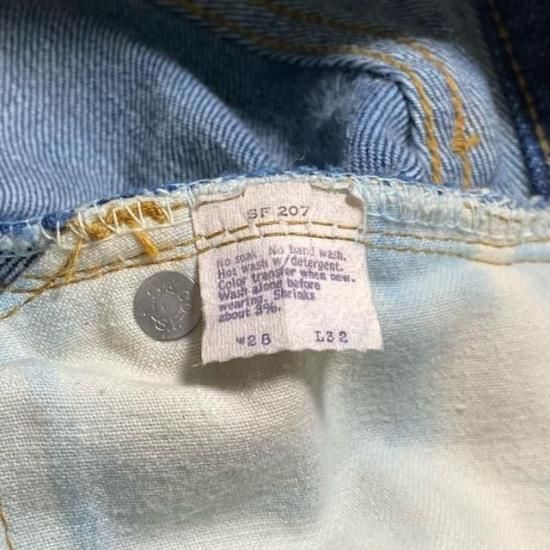 SF 207
No soak. No hand wash.
Hot wash w/detergent.
Color transfer when new.
Wash alone before
wearing. Shrinks
about 3%.
W28 L32